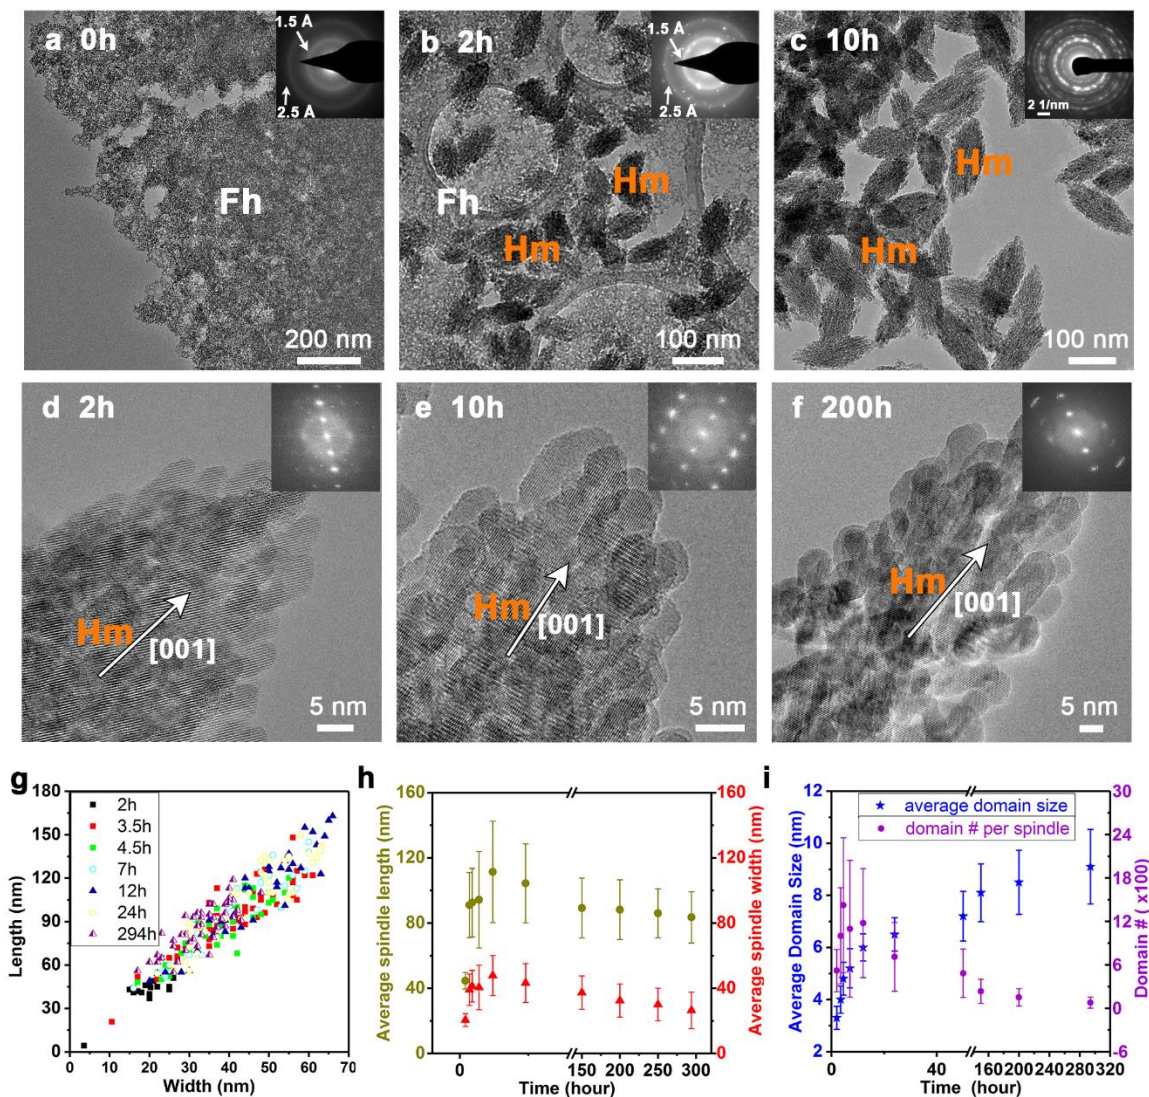 a 0h
1.5 Å
2.5 Å
Fh
200 nm
b 2h
1.5 Å
2.5 Å
Hm
Fh
Hm
100 nm
c 10h
2 1/nm
Hm
Hm
100 nm
d 2h
Hm
[001]
5 nm
e 10h
Hm
[001]
5 nm
f 200h
Hm
[001]
5 nm
g
180
150
120
90
60
30
0
Length (nm)
2h
3.5h
4.5h
7h
12h
24h
294h
0 10 20 30 40 50 60 70
Width (nm)
h
160
120
80
40
0
Average spindle length (nm)
0 150 200 250 300
Time (hour)
160
140
120
100
80
60
40
20
0
Average spindle width (nm)
i
12
10
8
6
4
2
Average Domain Size (nm)
average domain size
domain # per spindle
0 40 160 200 240 280 320
Time (hour)
30
24
18
12
6
0
-6
Domain # ( x100)